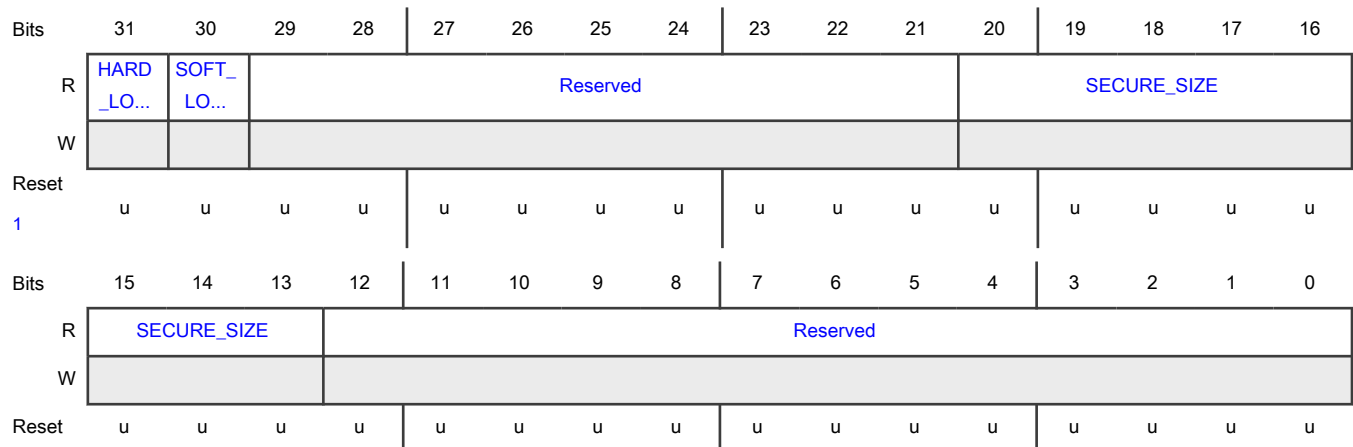 Bits 31 30 29 28 27 26 25 24 23 22 21 20 19 18 17 16
R HARD _LO... SOFT_ LO... Reserved SECURE_SIZE
W
Reset 1 u u u u u u u u u u u u u u u u
Bits 15 14 13 12 11 10 9 8 7 6 5 4 3 2 1 0
R SECURE_SIZE Reserved
W
Reset u u u u u u u u u u u u u u u u